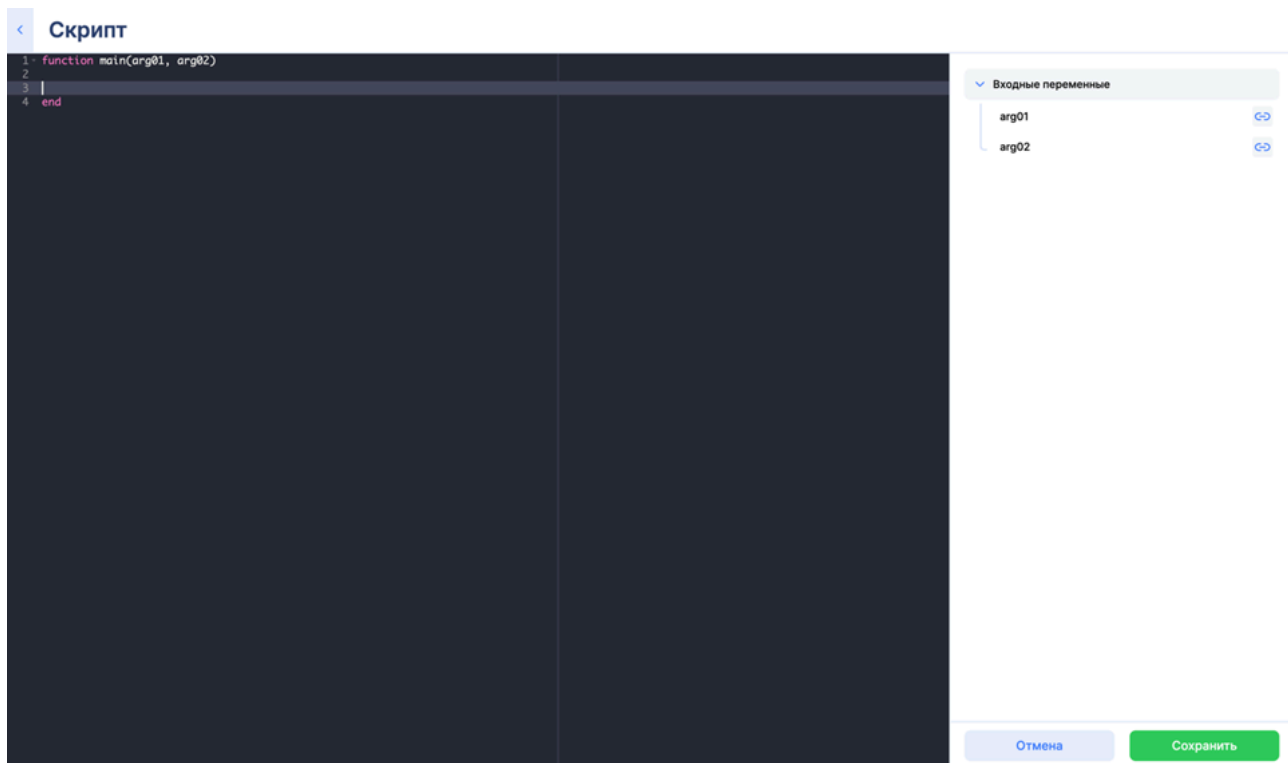 Скрипт
1 function main(arg01, arg02)
2
3
4 end
Входные переменные
arg01
arg02
Отмена
Сохранить